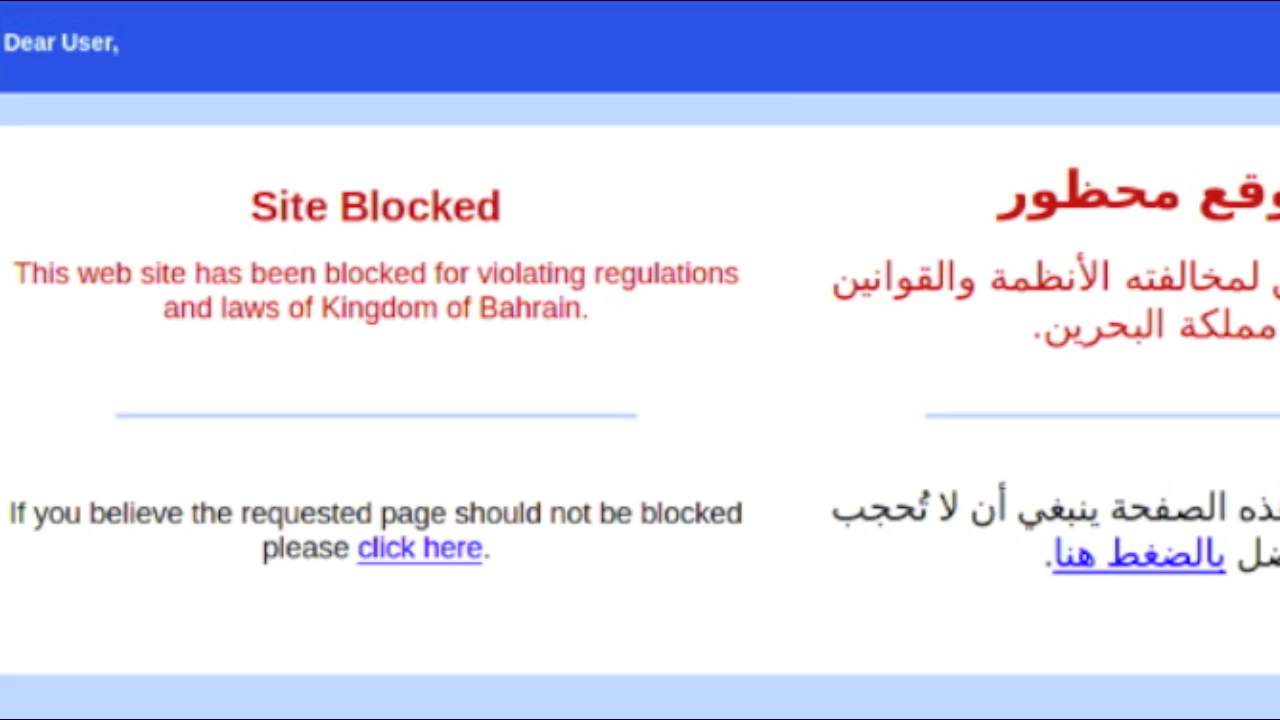 Dear User,
Site Blocked
This web site has been blocked for violating regulations
and laws of Kingdom of Bahrain.
If you believe the requested page should not be blocked
please click here.
محظور
لمخالفته الأنظمة والقوانين
مملكة البحرين.
الصفحة ينبغي أن لا تُحجب
بالضغط هنا.